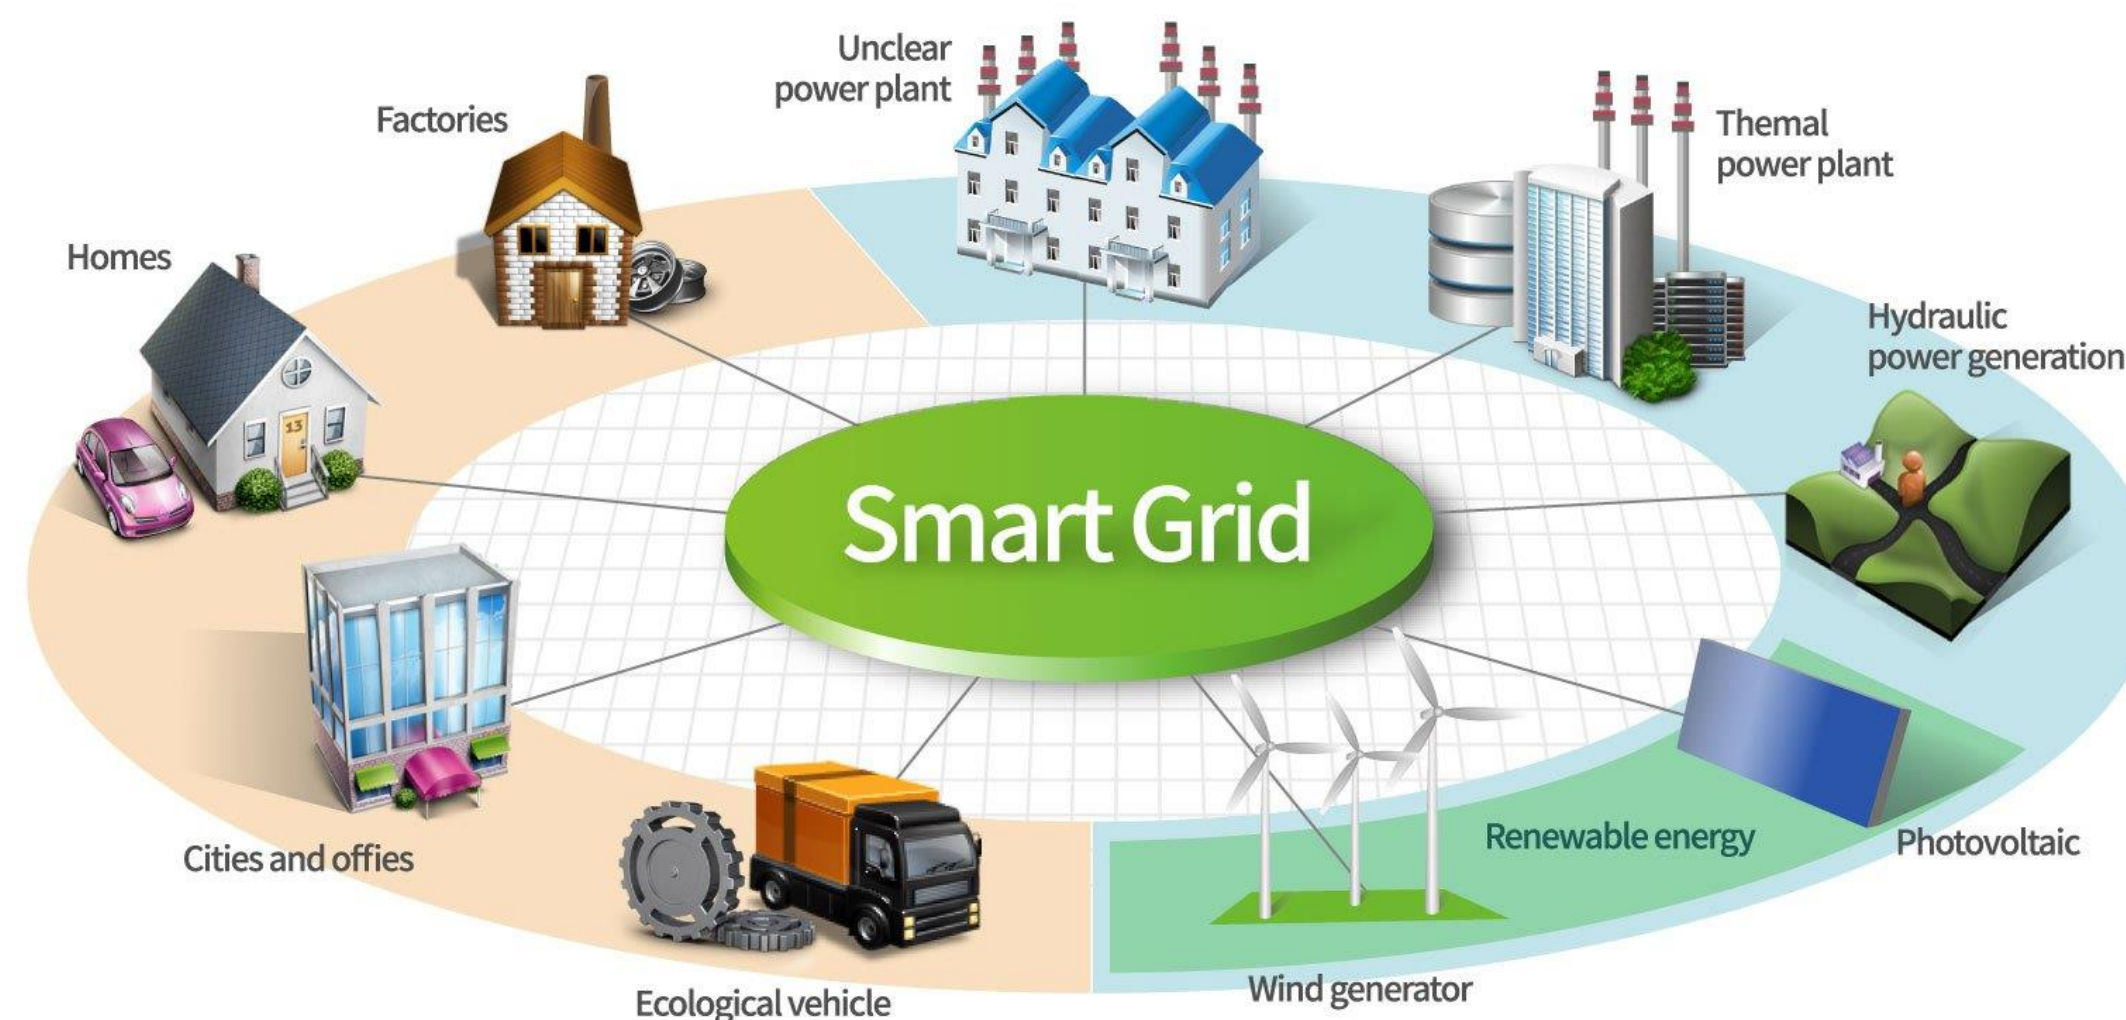 Unclear
power plant
Factories
Themal
power plant
Homes
13
Hydraulic
power generation
Smart Grid
Renewable energy
Photovoltaic
Cities and offies
Wind generator
Ecological vehicle